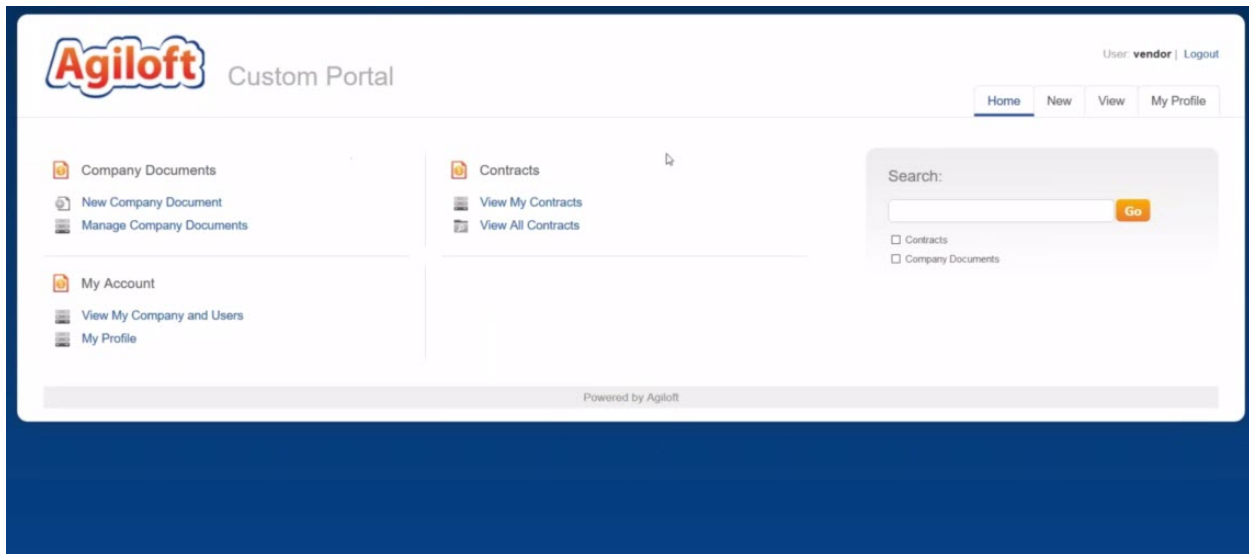 Agiloft Custom Portal
User: vendor | Logout
Home New View My Profile
Company Documents
New Company Document
Manage Company Documents
Contracts
View My Contracts
View All Contracts
Search:
Go
Contracts
Company Documents
My Account
View My Company and Users
My Profile
Powered by Agiloft